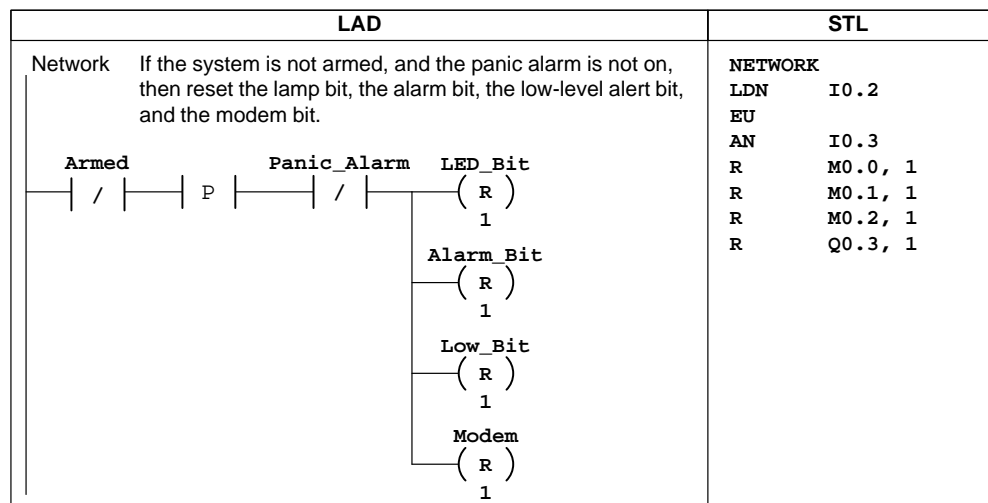 LAD
STL
Network If the system is not armed, and the panic alarm is not on,
then reset the lamp bit, the alarm bit, the low-level alert bit,
and the modem bit.
Armed Panic_Alarm LED_Bit
/ P / R
1
Alarm_Bit
R
1
Low_Bit
R
1
Modem
R
1
NETWORK
LDN I0.2
EU
AN I0.3
R M0.0, 1
R M0.1, 1
R M0.2, 1
R Q0.3, 1